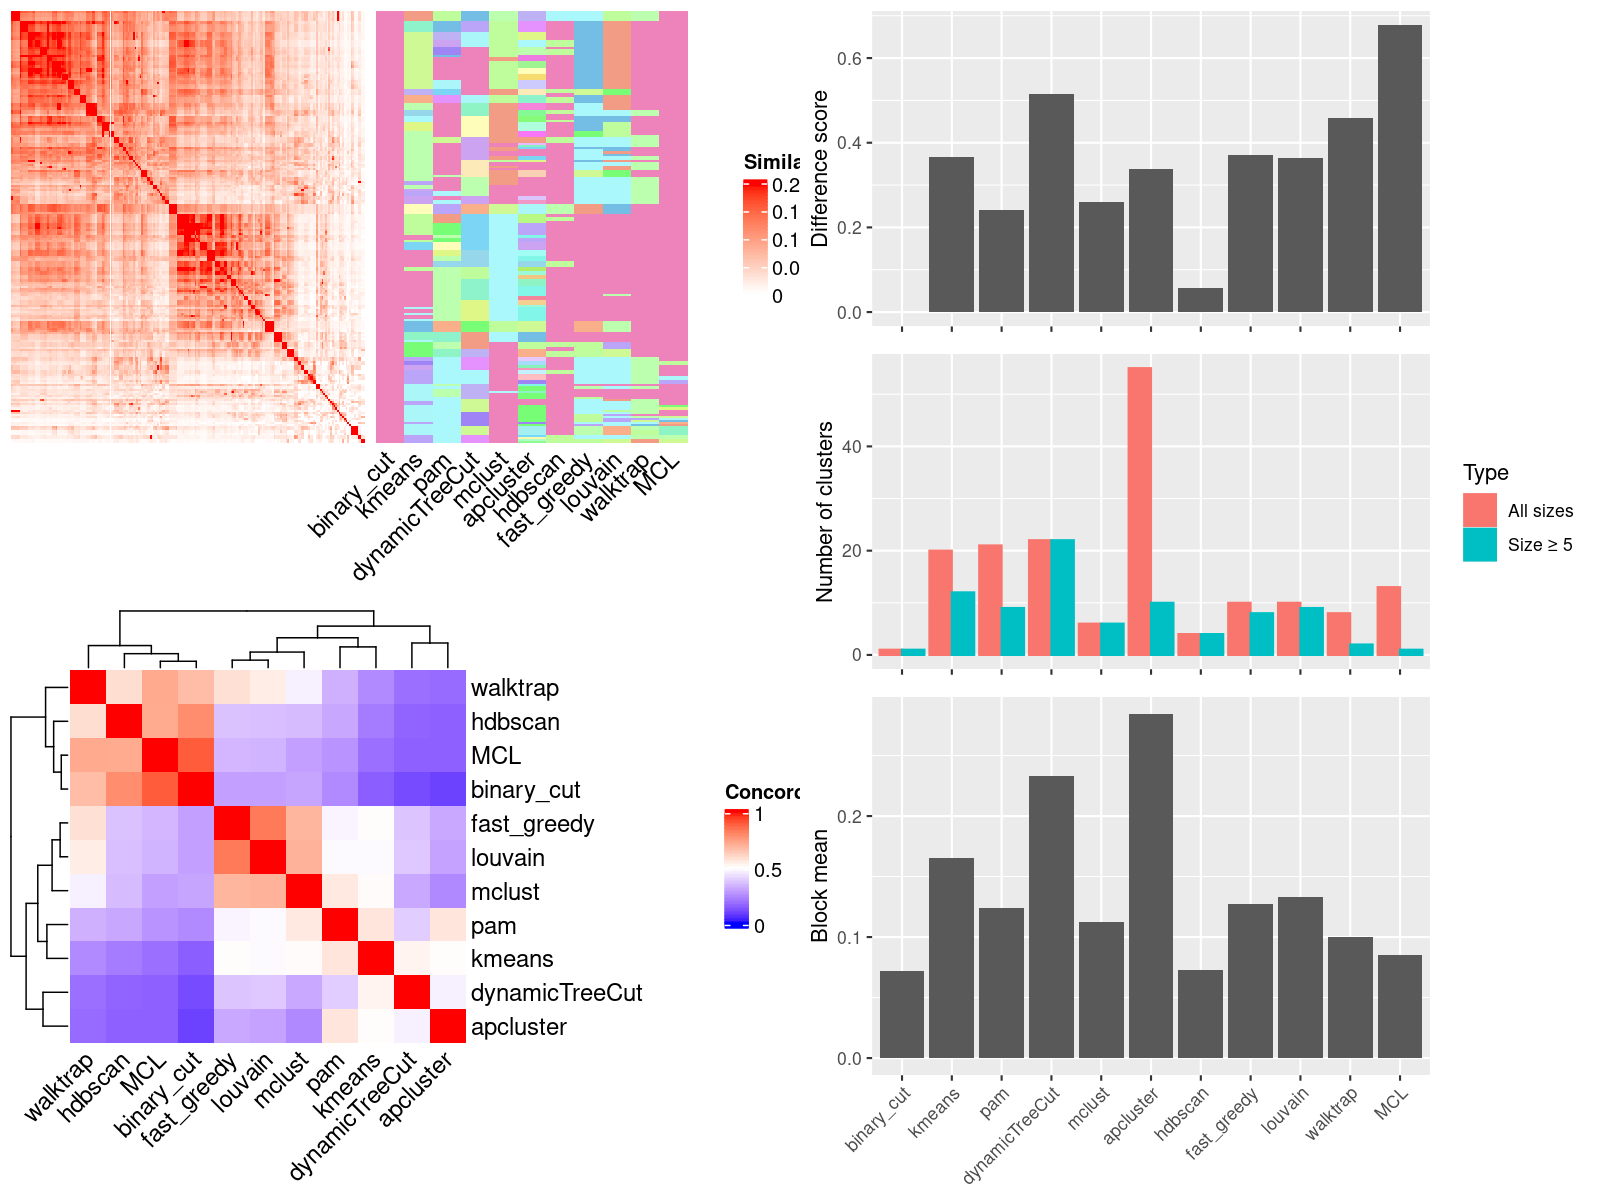 Simila
0.2
0.1
0.1
0.0
0
binary_cut
kmeans
pam
dynamicTreeCut
mclust
apcluster
hdbscan
fast_greedy
louvain
walktrap
MCL
Difference score
0.6
0.4
0.2
0.0
Number of clusters
40
20
0
Type
All sizes
Size ≥ 5
walktrap
hdbscan
MCL
binary_cut
fast_greedy
louvain
mclust
pam
kmeans
dynamicTreeCut
apcluster
walktrap
hdbscan
MCL
binary_cut
fast_greedy
louvain
mclust
pam
kmeans
dynamicTreeCut
apcluster
Concord
1
0.5
0
Block mean
0.2
0.1
0.0
binary_cut
kmeans
pam
dynamicTreeCut
mclust
apcluster
hdbscan
fast_greedy
louvain
walktrap
MCL